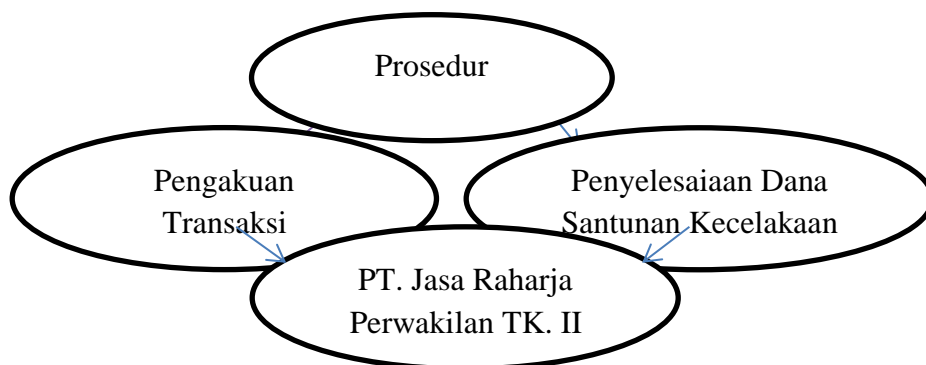 Prosedur
Pengakuan
Transaksi
Penyelesaiaan Dana
Santunan Kecelakaan
PT. Jasa Raharja
Perwakilan TK. II